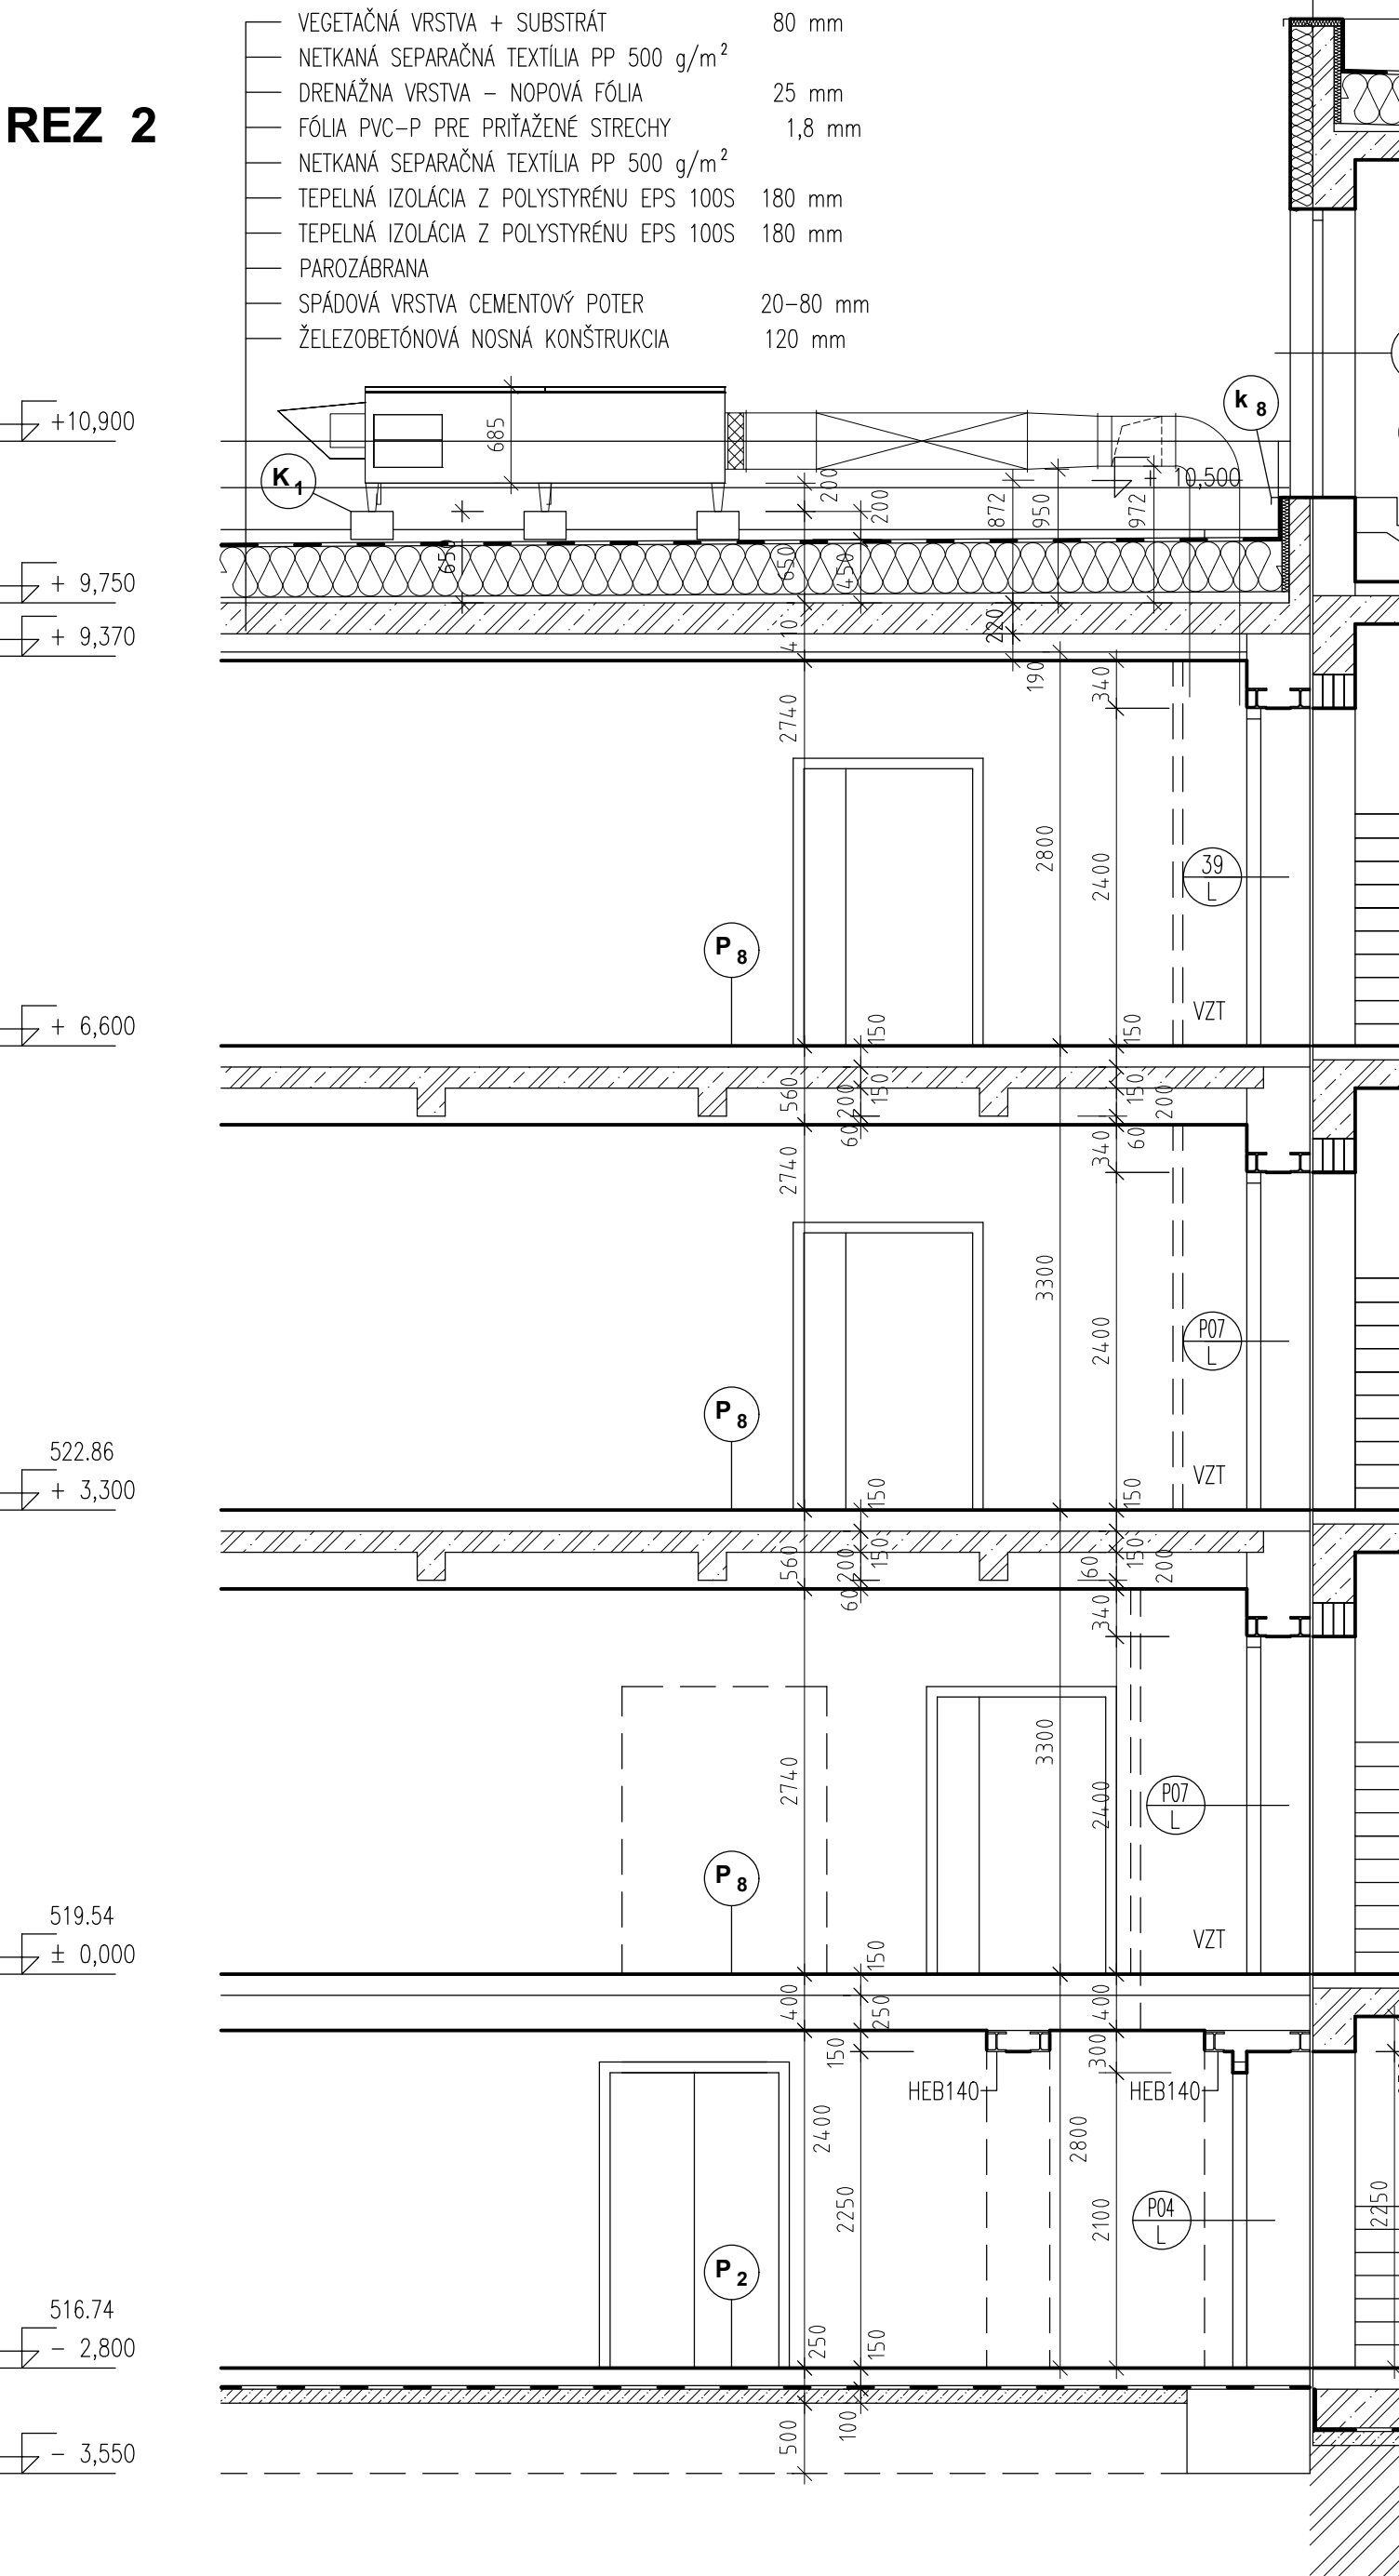 VEGETAČNÁ VRSTVA + SUBSTRÁT 80 mm
NETKANÁ SEPARAČNÁ TEXTÍLIA PP 500 g/m²
DRENÁŽNA VRSTVA – NOPOVÁ FÓLIA 25 mm
REZ 2
FÓLIA PVC–P PRE PRIŤAŽENÉ STRECHY 1,8 mm
NETKANÁ SEPARAČNÁ TEXTÍLIA PP 500 g/m²
TEPELNÁ IZOLÁCIA Z POLYSTYRÉNU EPS 100S 180 mm
TEPELNÁ IZOLÁCIA Z POLYSTYRÉNU EPS 100S 180 mm
PAROZÁBRANA
SPÁDOVÁ VRSTVA CEMENTOVÝ POTER 20–80 mm
ŽELEZOBETÓNOVÁ NOSNÁ KONŠTRUKCIA 120 mm
+10,900
685
k 8
K 1
200
200
872
950
972
+ 10,500
650
650
450
+ 9,750
+ 9,370
410
220
190
340
2740
2800
2400
39
L
P 8
VZT
+ 6,600
150
150
560
200
150
60
150
200
60
340
2740
3300
2400
P07
L
P 8
VZT
522.86
+ 3,300
150
150
560
200
150
60
60
150
200
340
2740
3300
2400
P07
L
P 8
VZT
519.54
± 0,000
150
400
250
400
150
300
HEB140
HEB140
2400
2800
2250
2100
2250
P04
L
P 2
516.74
- 2,800
250
150
500
100
- 3,550